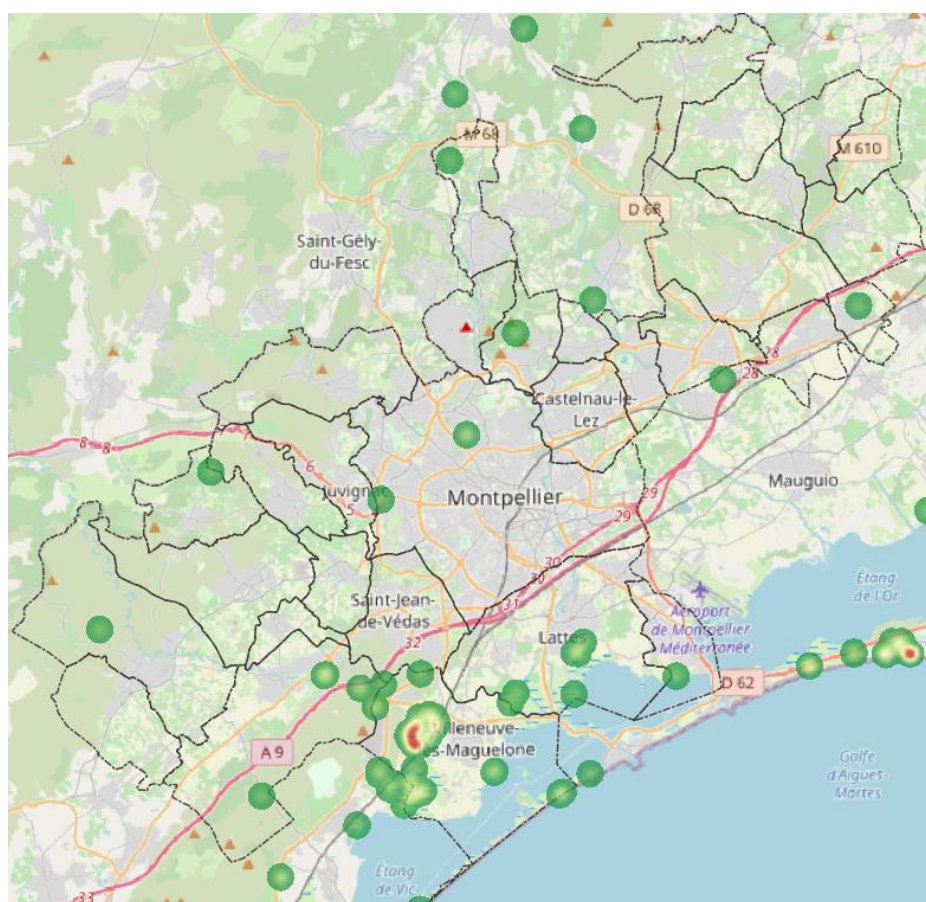 M 68
M 610
D 68
Saint-Gély-
du-Fesc
28
28
Castelnau-le-
Lez
8
8
6
5
Juvignac
Montpellier
Mauguio
29
29
30
30
31
Étang
de l'Or
Saint-Jean-
de-Védas
32
Lattes
Aéroport
de Montpellier
Méditerranée
D 62
A 9
Villeneuve-
lès-Maguelone
Golfe
d'Aigues-
Mortes
Étang
de Vic
33